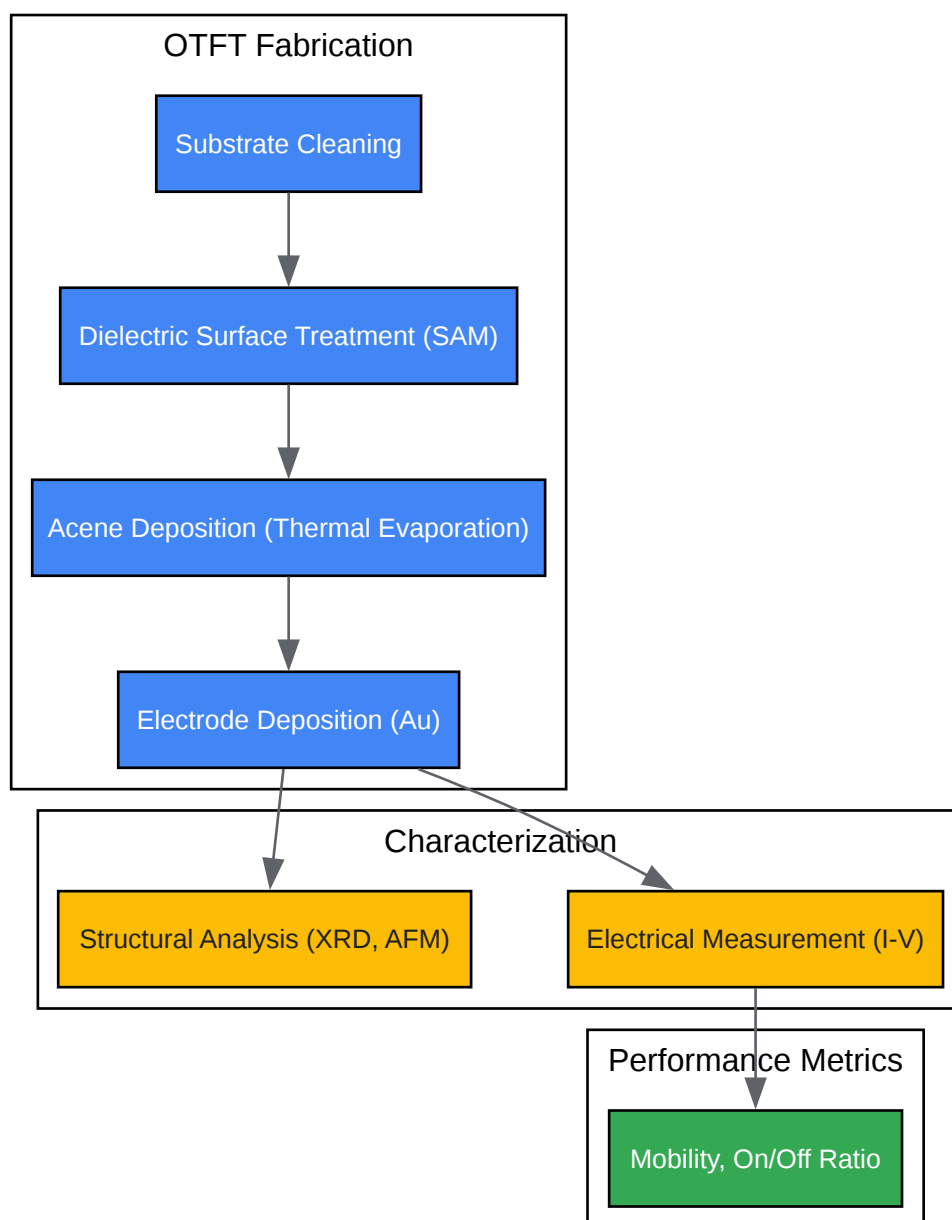 OTFT Fabrication
Substrate Cleaning
Dielectric Surface Treatment (SAM)
Acene Deposition (Thermal Evaporation)
Electrode Deposition (Au)
Characterization
Structural Analysis (XRD, AFM)
Electrical Measurement (I-V)
Performance Metrics
Mobility, On/Off Ratio